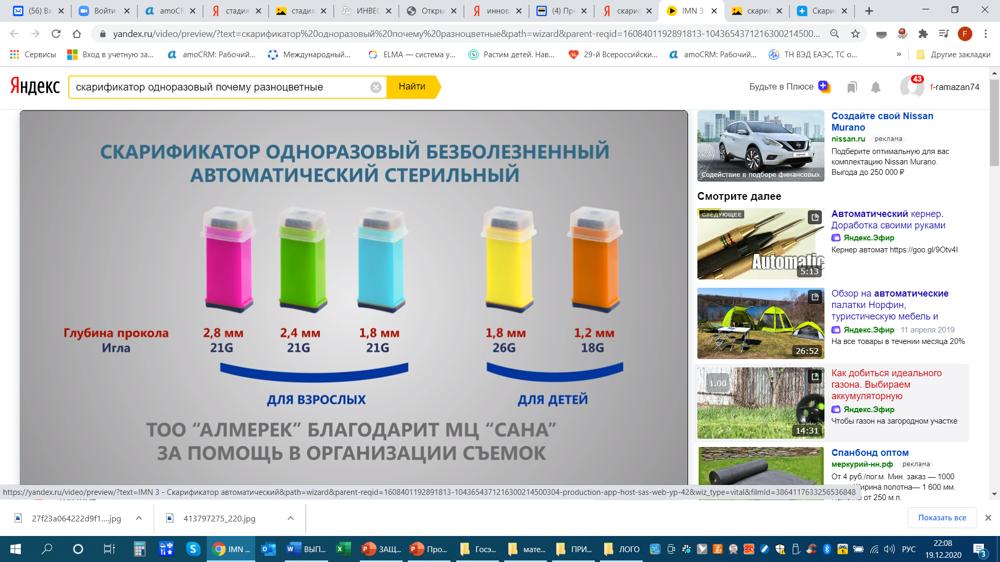 (56) Вх
Войти
amoCR
стадия
стадия
ИНВЕС
Откры
иннов
(4) Пре
скариф
IMN 3
скариф
Скари
yandex.ru/video/preview/?text=скарификатор%20одноразовый%20почему%20разноцветные&path=wizard&parent-reqid=1608401192891813-1043654371216300214500...
F
Сервисы
Вход в учетную за...
amoCRM: Рабочий...
Международный...
ELMA — система у...
Растим детей. Нав...
29-й Всероссийски...
amoCRM: Рабочий...
ТН ВЭД ЕАЭС, ТС о...
»
Другие закладки
Яндекс
скарификатор одноразовый почему разноцветные
Найти
Будьте в Плюсе
43
f-ramazan74
СКАРИФИКАТОР ОДНОРАЗОВЫЙ БЕЗБОЛЕЗНЕННЫЙ
АВТОМАТИЧЕСКИЙ СТЕРИЛЬНЫЙ
Глубина прокола 2,8 мм 2,4 мм 1,8 мм 1,8 мм 1,2 мм
Игла 21G 21G 21G 26G 18G
ДЛЯ ВЗРОСЛЫХ ДЛЯ ДЕТЕЙ
ТОО “АЛМЕРЕК” БЛАГОДАРИТ МЦ “САНА”
ЗА ПОМОЩЬ В ОРГАНИЗАЦИИ СЪЕМОК
Содействие в подборе финансовых
Создайте свой Nissan
Murano
nissan.ru реклама
Подберите оптимальную для вас
комплектацию Nissan Murano.
Выгода до 250 000 ₽
Смотрите далее
СЛЕДУЮЩЕЕ
Automatic
5:13
Автоматический кернер.
Доработка своими руками
Яндекс.Эфир
Кернер автомат https://goo.gl/9Otv4I
26:52
Обзор на автоматические
палатки Норфин,
туристическую мебель и
Яндекс.Эфир · 11 апреля 2019
На все товары в течении месяца 20%
1.00
14:31
Как добиться идеального
газона. Выбираем
аккумуляторную
Яндекс.Эфир
Чтобы газон на загородном участке
Спанбонд оптом
меркурий-нн.рф реклама
От 4 руб./пог.м. Мин. заказ — 1000
ирина полотна— 1 600 мм.
от 250 м.п.
https://yandex.ru/video/preview/?text=IMN 3 - Скарификатор автоматический&path=wizard&parent-reqid=1608401192891813-1043654371216300214500304-production-app-host-sas-web-yp-42&wiz_type=vital&filmId=3864117633256536848
27f23a064222d9f1....jpg
413797275_220.jpg
Показать все
IMN ...
ВЫП...
ЗАЩ...
Про...
Госэ...
мате...
ПРИ...
ЛОГО
РУС
22:08
19.12.2020
3